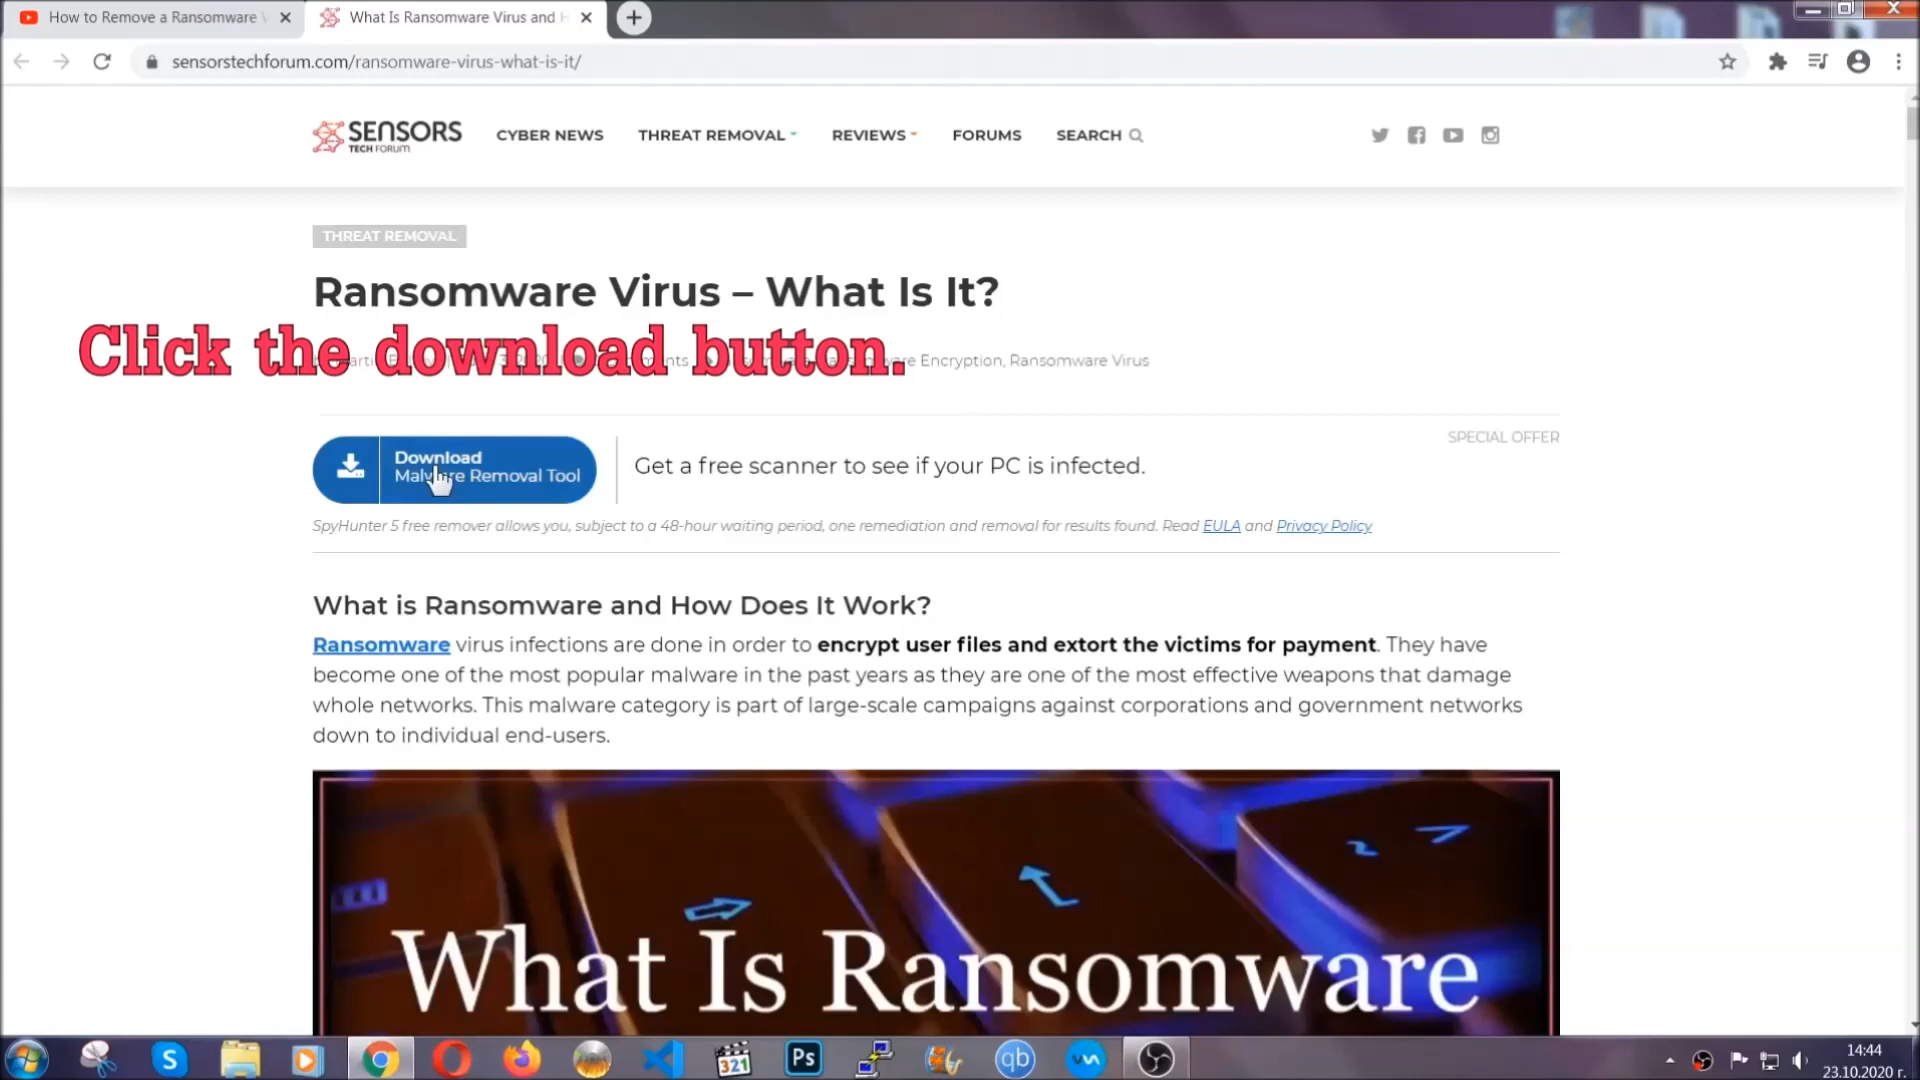 How to Remove a Ransomware V
What Is Ransomware Virus and H
sensorstechforum.com/ransomware-virus-what-is-it/
SENSORS
TECH FORUM
CYBER NEWS
THREAT REMOVAL
REVIEWS
FORUMS
SEARCH
THREAT REMOVAL
Ransomware Virus – What Is It?
Click the download button.
Encryption, Ransomware Virus
Download
Malware Removal Tool
Get a free scanner to see if your PC is infected.
SPECIAL OFFER
SpyHunter 5 free remover allows you, subject to a 48-hour waiting period, one remediation and removal for results found. Read EULA and Privacy Policy
What is Ransomware and How Does It Work?
Ransomware virus infections are done in order to encrypt user files and extort the victims for payment. They have
become one of the most popular malware in the past years as they are one of the most effective weapons that damage
whole networks. This malware category is part of large-scale campaigns against corporations and government networks
down to individual end-users.
What Is Ransomware
S
321
Ps
qb
14:44
23.10.2020 г.